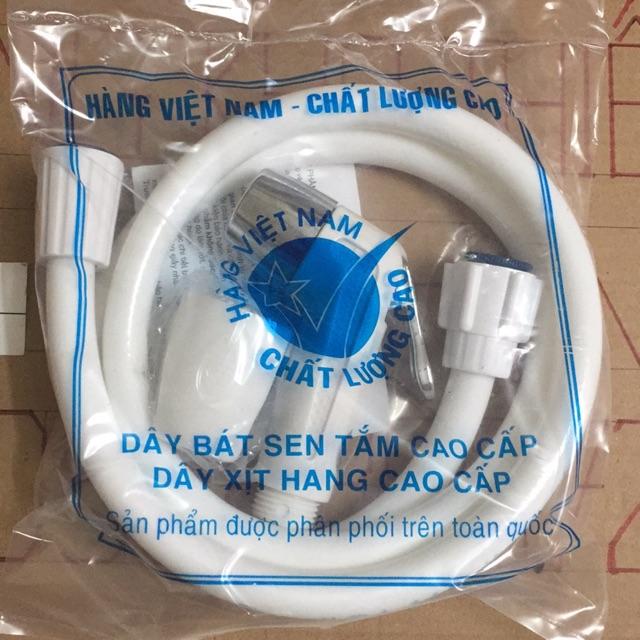 HÀNG VIỆT NAM - CHẤT LƯỢNG CAO
HÀNG VIỆT NAM
CHẤT LƯỢNG CAO
DÂY BÁT SEN TẮM CAO CẤP
DÂY XỊT HANG CAO CẤP
Sản phẩm được phân phối trên toàn quốc